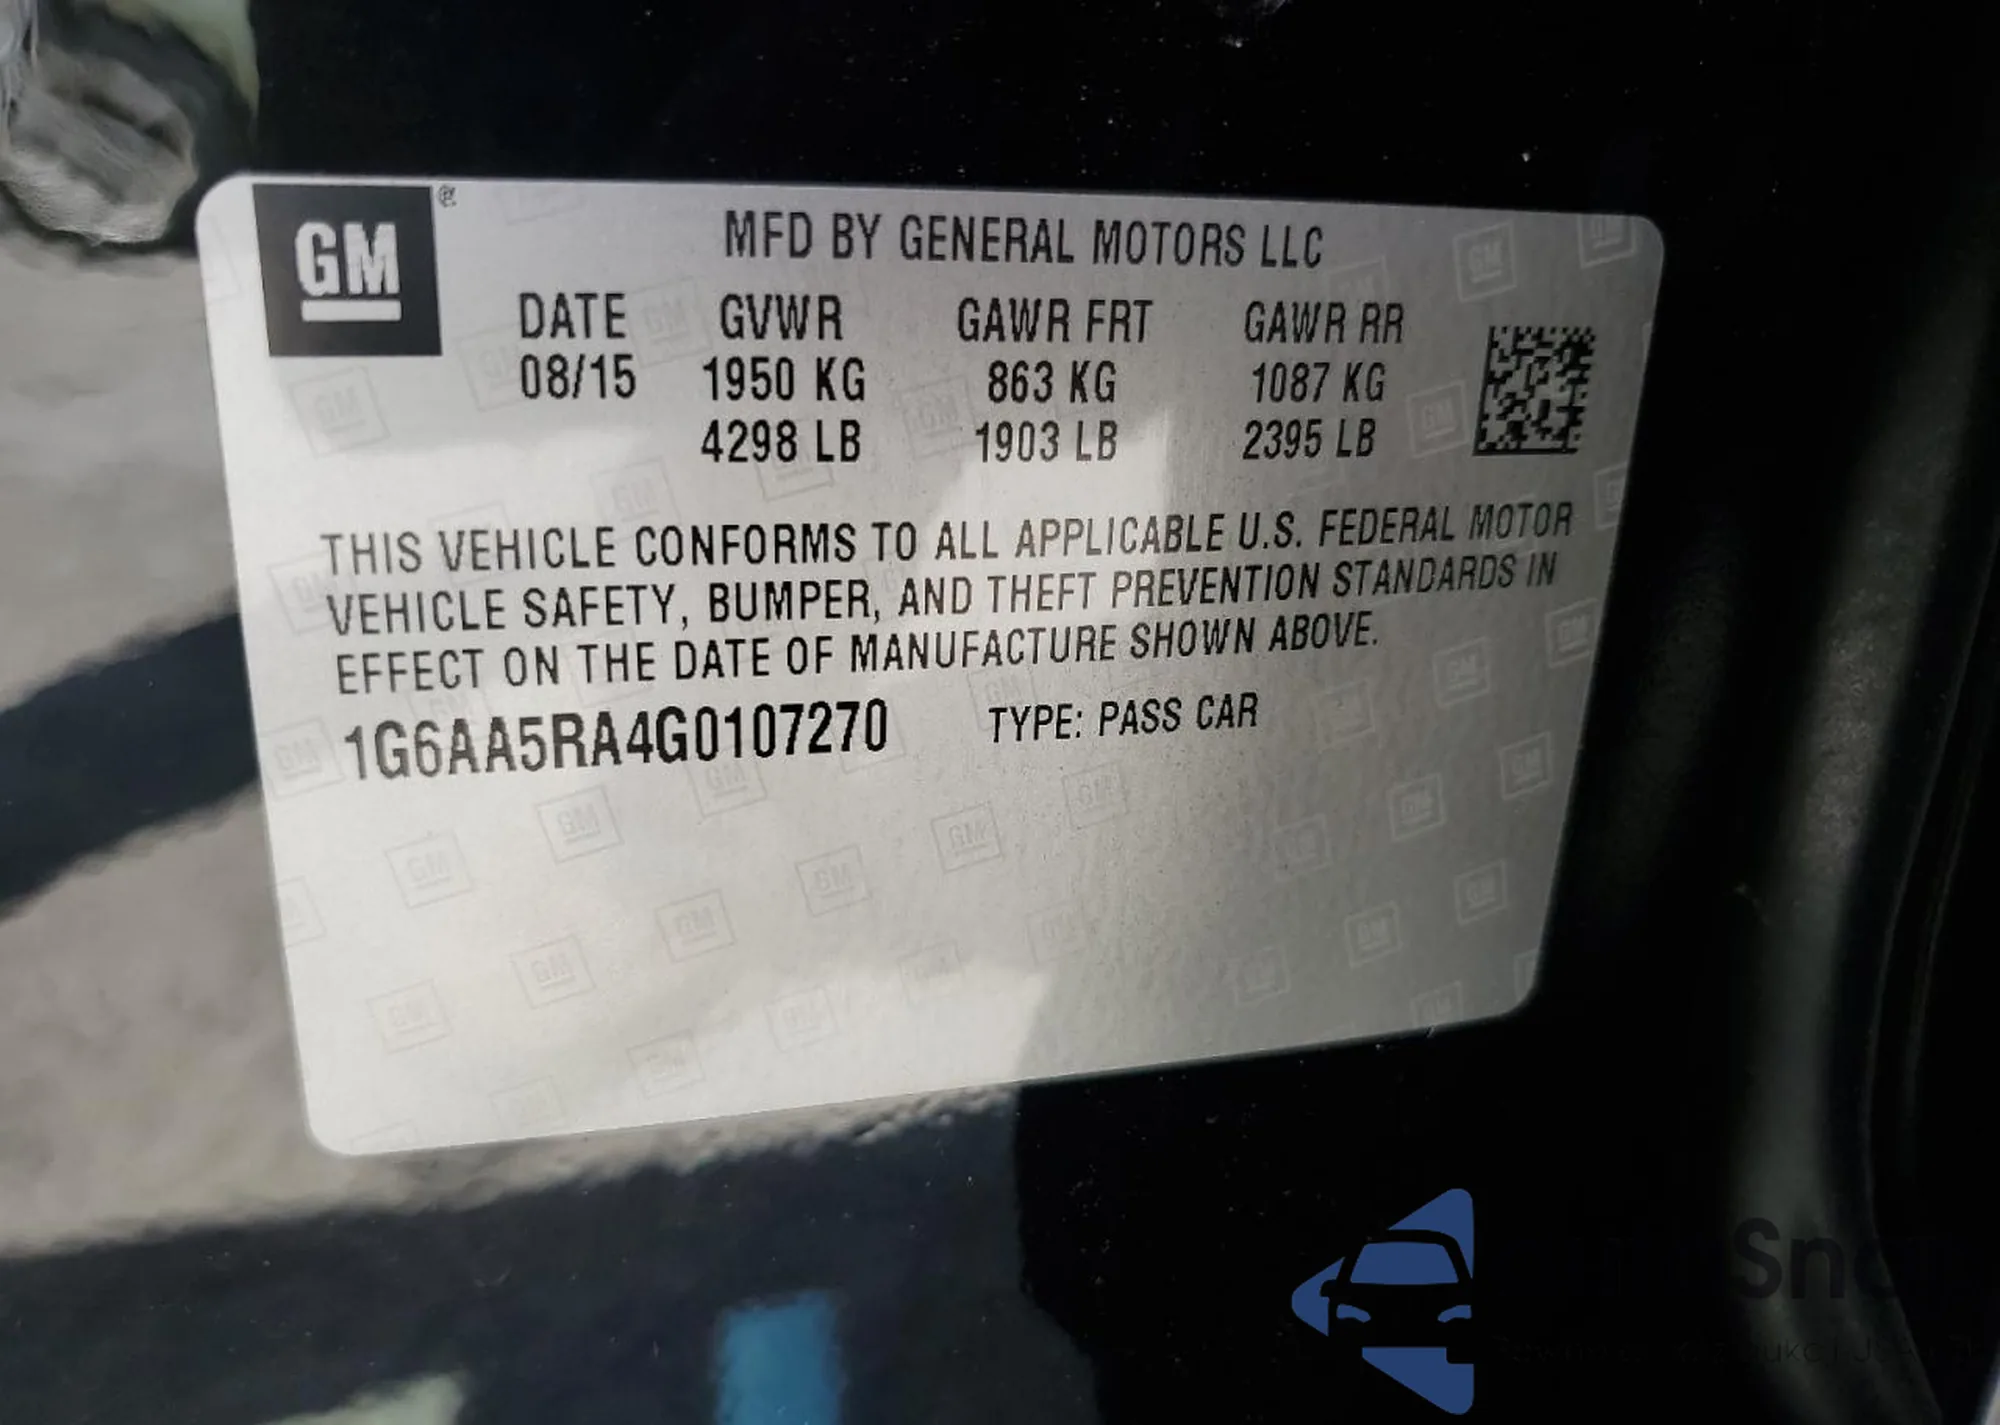 GM
MFD BY GENERAL MOTORS LLC
DATE GVWR GAWR FRT GAWR RR
08/15 1950 KG 863 KG 1087 KG
4298 LB 1903 LB 2395 LB
THIS VEHICLE CONFORMS TO ALL APPLICABLE U.S. FEDERAL MOTOR
VEHICLE SAFETY, BUMPER, AND THEFT PREVENTION STANDARDS IN
EFFECT ON THE DATE OF MANUFACTURE SHOWN ABOVE.
1G6AA5RA4G0107270 TYPE: PASS CAR